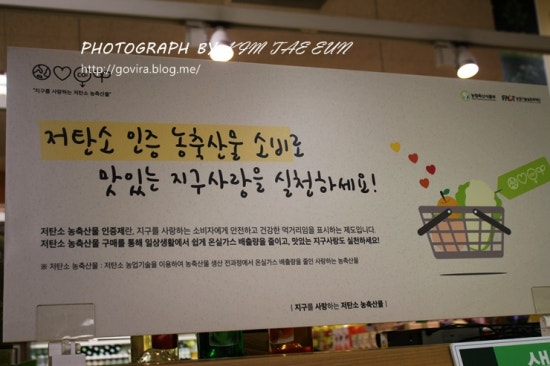 PHOTOGRAPH BY KIM TAE EUN
http://govira.blog.me/
"지구를 사랑하는 저탄소 농축산물"
농림축산식품부
저탄소 인증 농축산물 소비로
맛있는 지구사랑을 실천하세요!
저탄소 농축산물 인증제란, 지구를 사랑하는 소비자에게 안전하고 건강한 먹거리임을 표시하는 제도입니다.
저탄소 농축산물 구매를 통해 일상생활에서 쉽게 온실가스 배출량을 줄이고, 맛있는 지구사랑도 실천하세요!
※ 저탄소 농축산물 : 저탄소 농업기술을 이용하여 농축산물 생산 전과정에서 온실가스 배출량을 줄인 사랑하는 농축산물
( 지구를 사랑하는 저탄소 농축산물 )